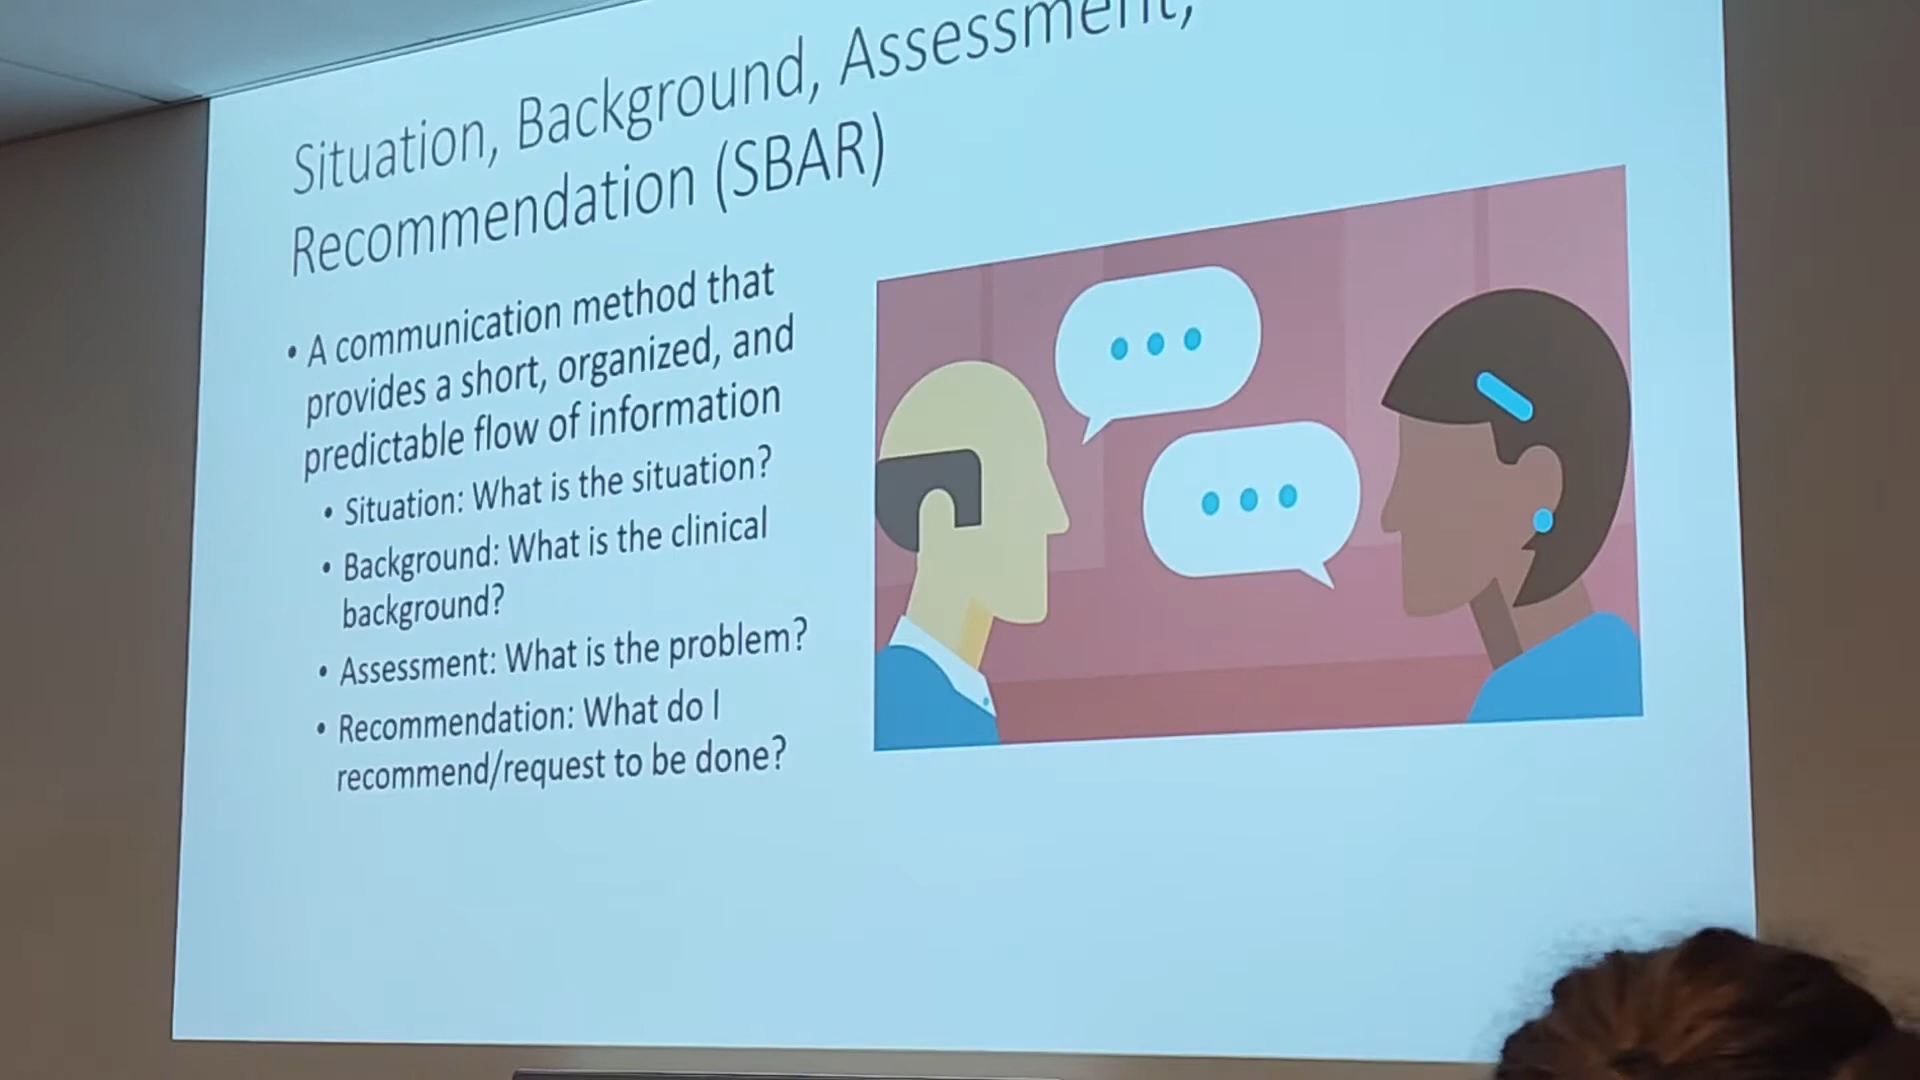 Situation, Background, Assessment,
Recommendation (SBAR)
• A communication method that
provides a short, organized, and
predictable flow of information
• Situation: What is the situation?
• Background: What is the clinical
background?
• Assessment: What is the problem?
• Recommendation: What do I
recommend/request to be done?